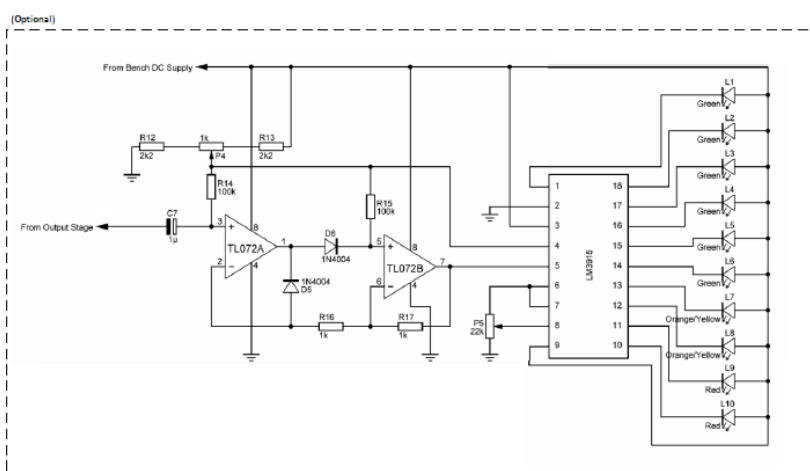 (Optional)
From Bench DC Supply
R12
2k2
1k
P4
R13
2k2
R14
100k
R15
100k
C7
1µ
From Output Stage
3
+
8
TL072A
1
2
−
4
D6
1N4004
1N4004
D5
5
+
8
TL072B
7
6
−
4
R16
1k
R17
1k
P5
22k
LM3915
1
2
3
4
5
6
7
8
9
18
17
16
15
14
13
12
11
10
L1
Green
L2
Green
L3
Green
L4
Green
L5
Green
L6
Green
L7
Orange/Yellow
L8
Orange/Yellow
L9
Red
L10
Red